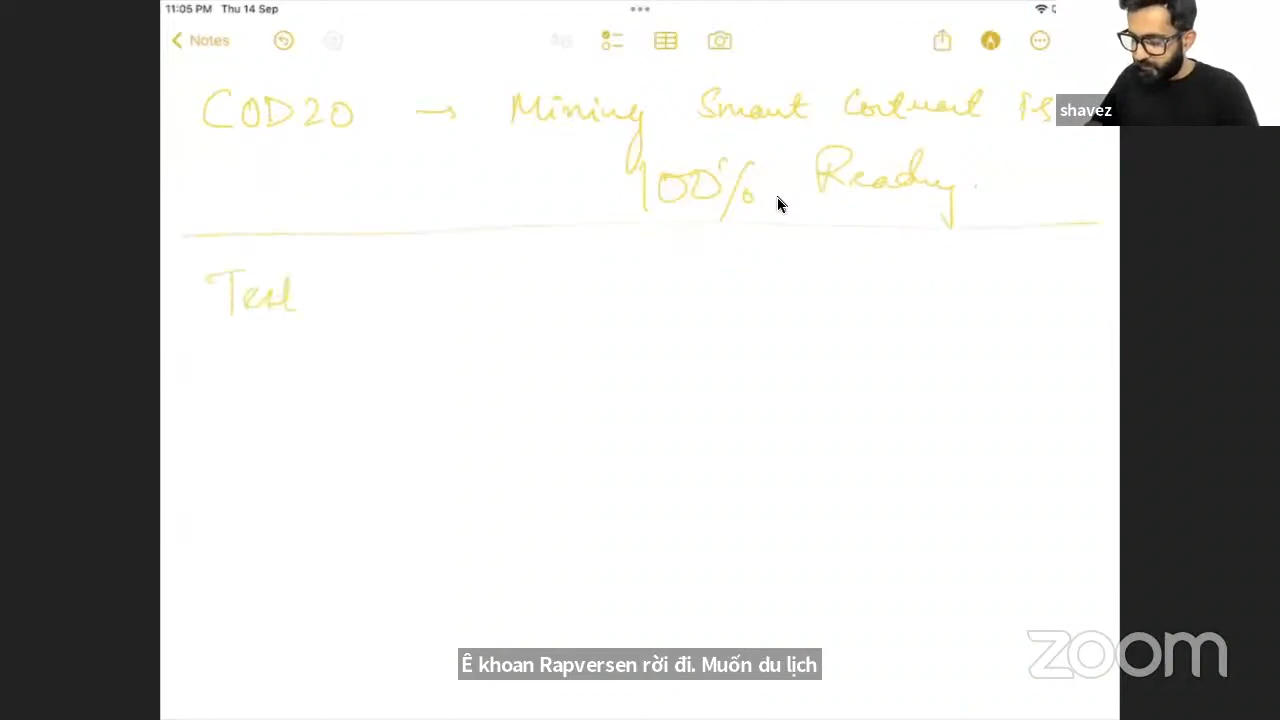 11:05 PM Thu 14 Sep
Notes
COD20 → Mining Smart Contract is
100% Ready.
Test
shavez
Ê khoan Rapversen rời đi. Muốn du lịch
zoom